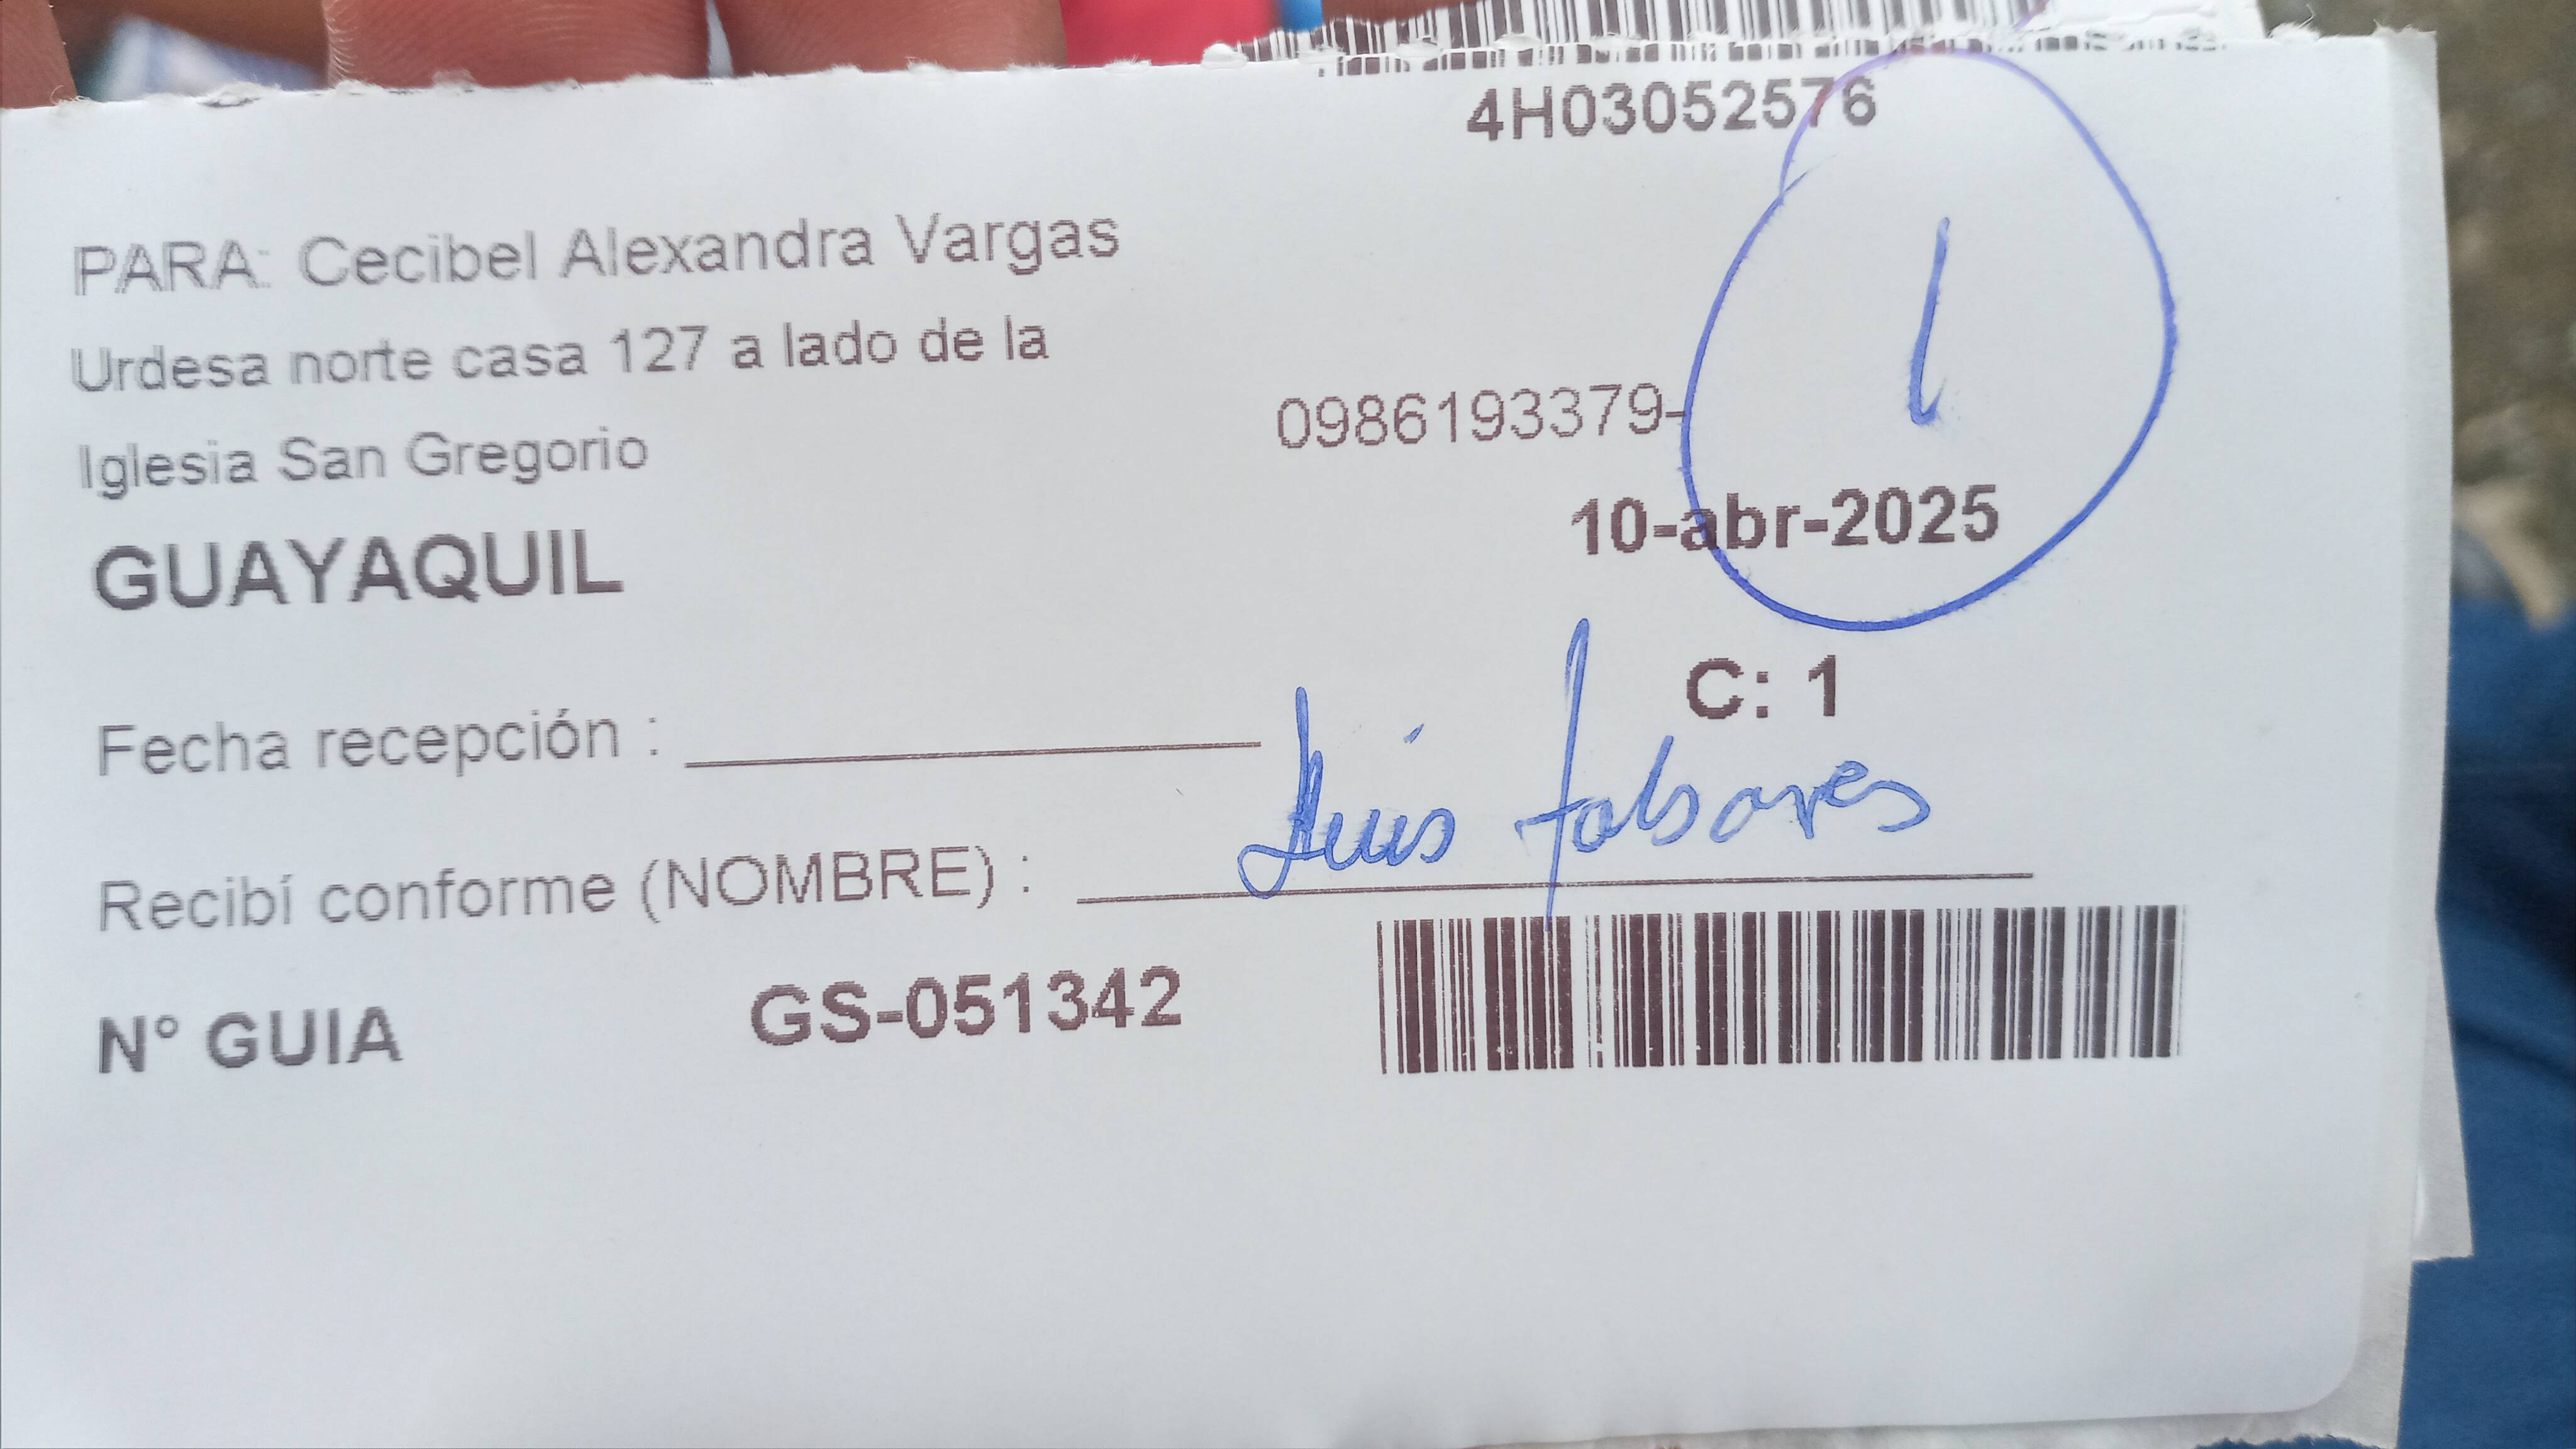 4H03052576
PARA: Cecibel Alexandra Vargas
Urdesa norte casa 127 a lado de la
Iglesia San Gregorio
0986193379-
1
GUAYAQUIL
10-abr-2025
C: 1
Fecha recepción :
Recibí conforme (NOMBRE) : Luis
N° GUIA GS-051342